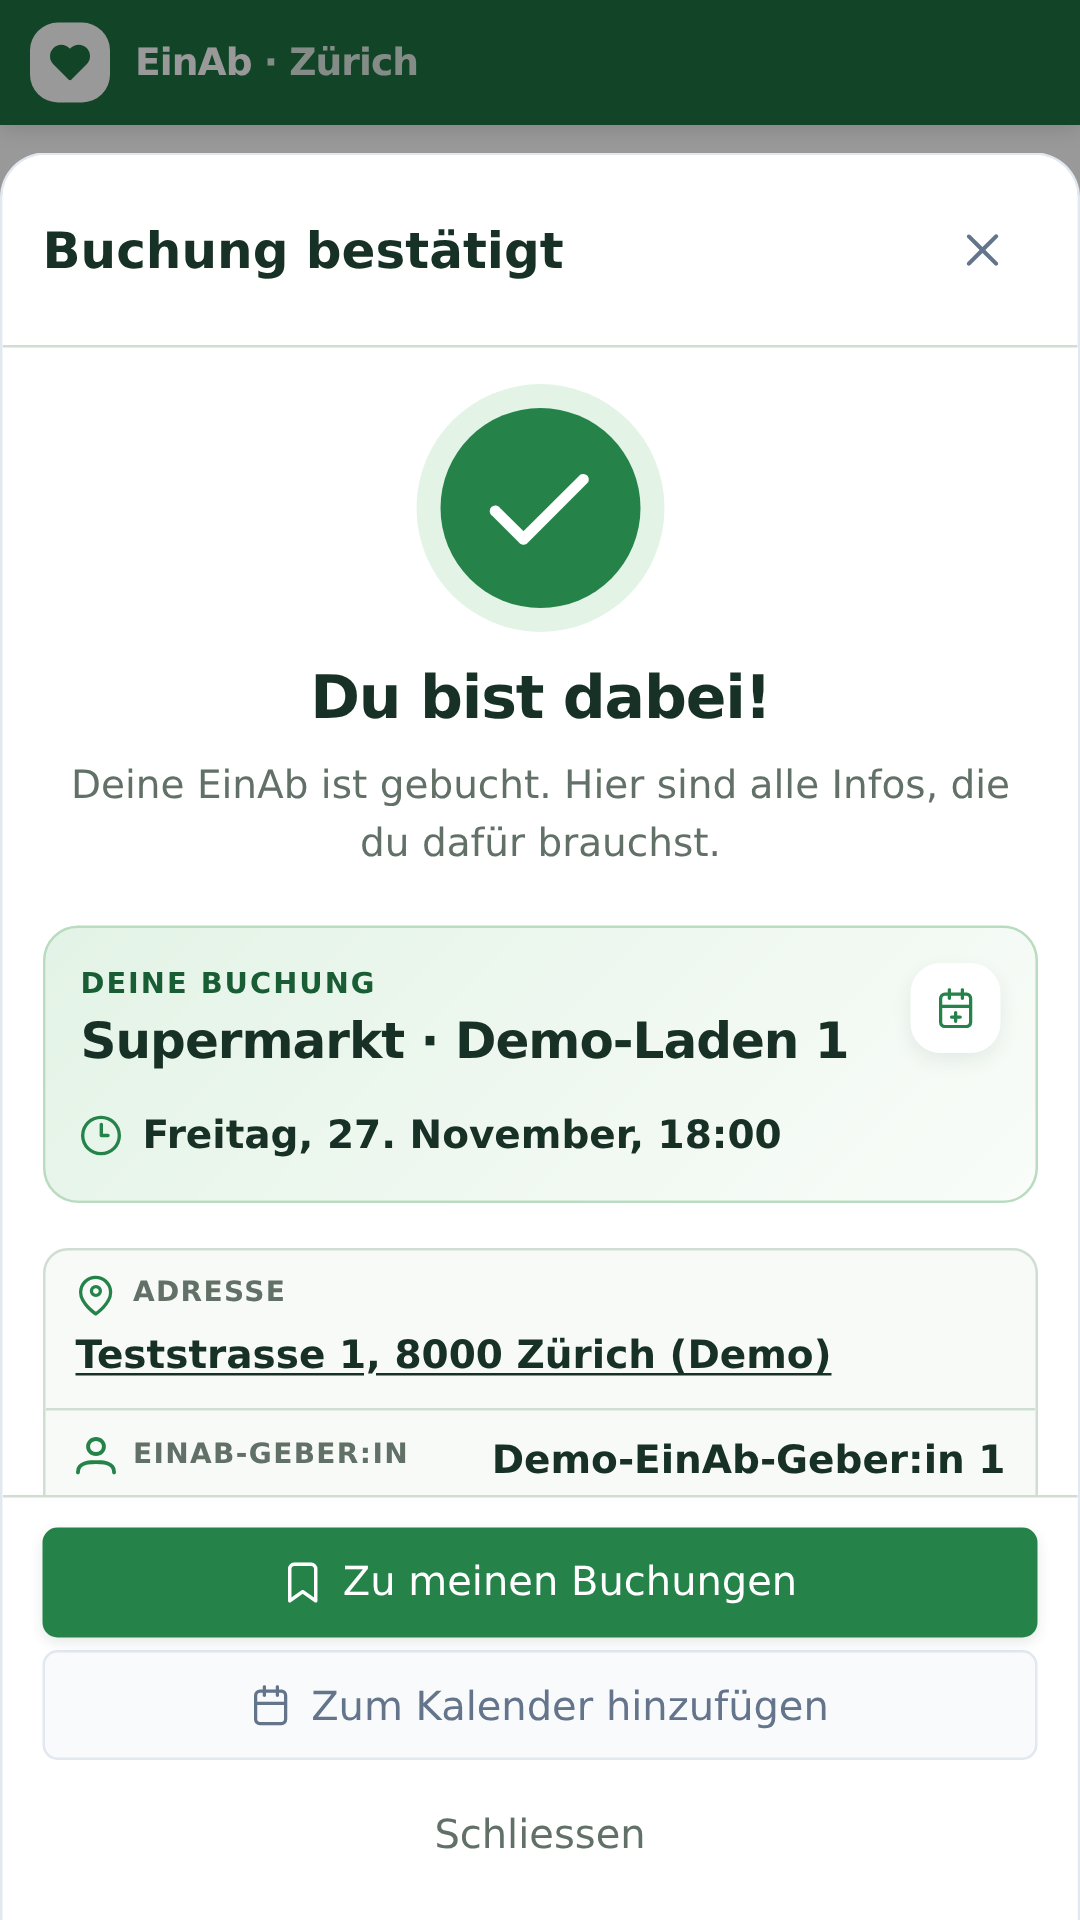 EinAb · Zürich
Buchung bestätigt
Du bist dabei!
Deine EinAb ist gebucht. Hier sind alle Infos, die
du dafür brauchst.
DEINE BUCHUNG
Supermarkt · Demo-Laden 1
Freitag, 27. November, 18:00
ADRESSE
Teststrasse 1, 8000 Zürich (Demo)
EINAB-GEBER:IN Demo-EinAb-Geber:in 1
Zu meinen Buchungen
Zum Kalender hinzufügen
Schliessen